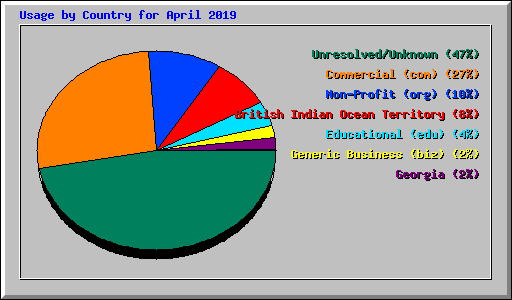 Usage by Country for April 2019
Unresolved/Unknown (47%)
Commercial (com) (27%)
Non-Profit (org) (10%)
British Indian Ocean Territory (8%)
Educational (edu) (4%)
Generic Business (biz) (2%)
Georgia (2%)